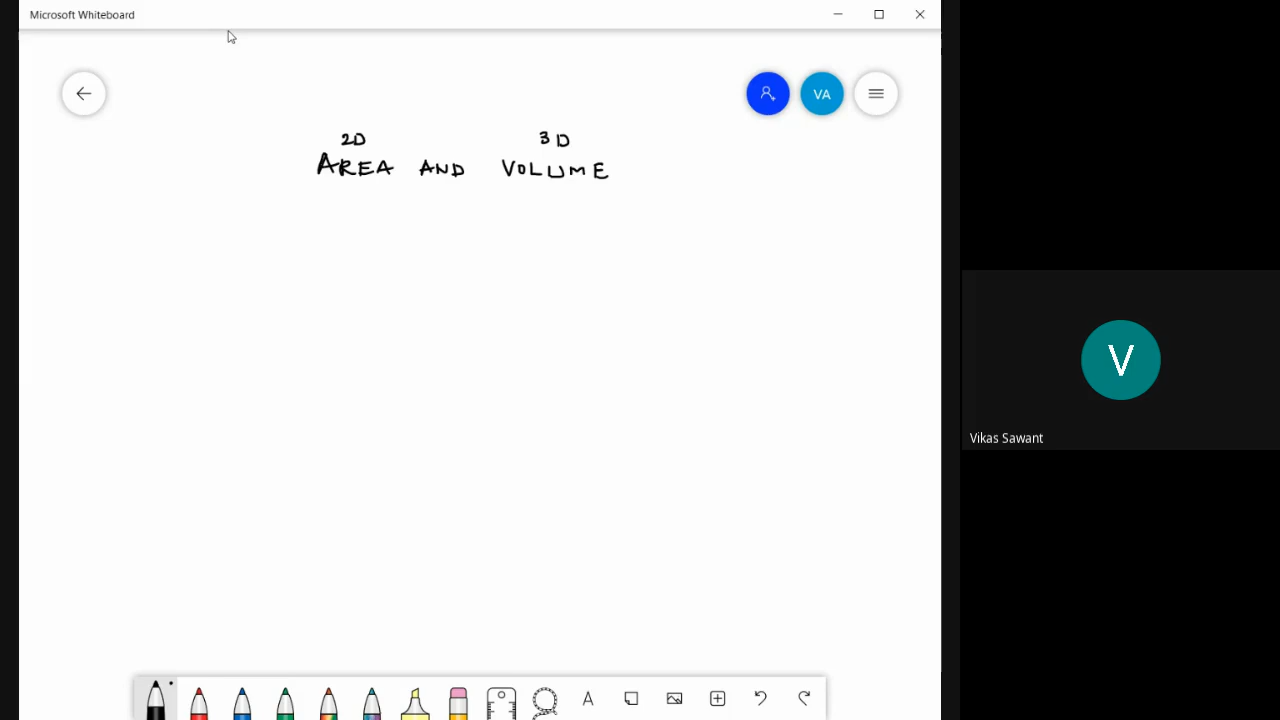 Microsoft Whiteboard
VA
2D 3D
AREA AND VOLUME
V
Vikas Sawant
A